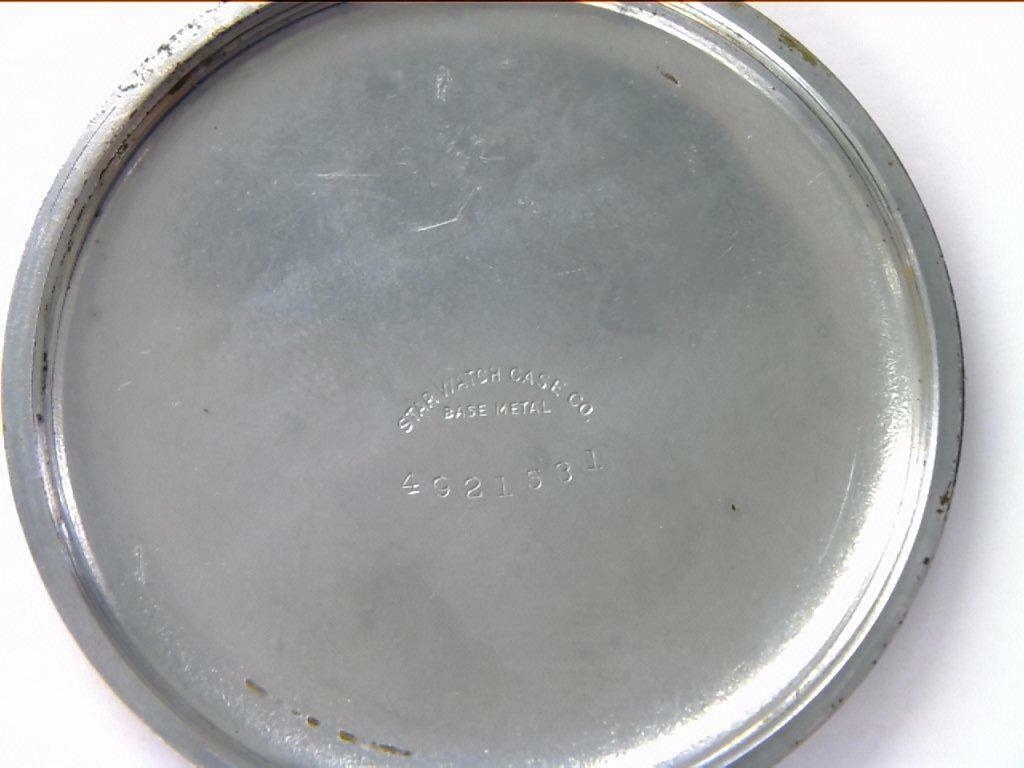 STAR WATCH CASE CO.
BASE METAL
4921531